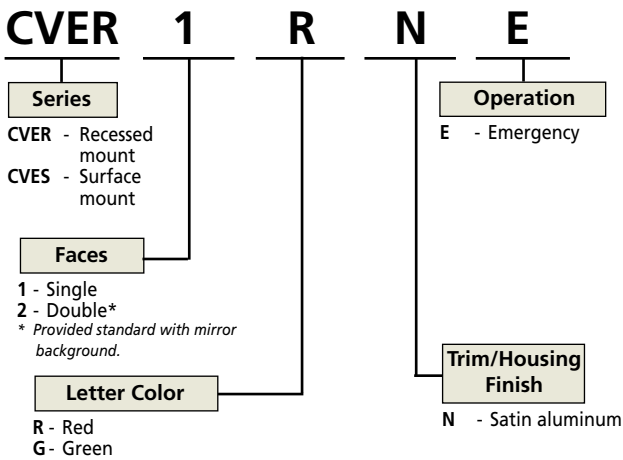 CVER 1 R N E
Series
CVER - Recessed
mount
CVES - Surface
mount
Operation
E - Emergency
Faces
1 - Single
2 - Double*
* Provided standard with mirror
background.
Letter Color
R - Red
G - Green
Trim/Housing
Finish
N - Satin aluminum